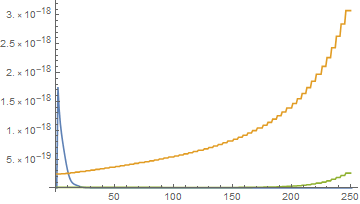 3. × 10⁻¹⁸
2.5 × 10⁻¹⁸
2. × 10⁻¹⁸
1.5 × 10⁻¹⁸
1. × 10⁻¹⁸
5. × 10⁻¹⁹
50 100 150 200 250